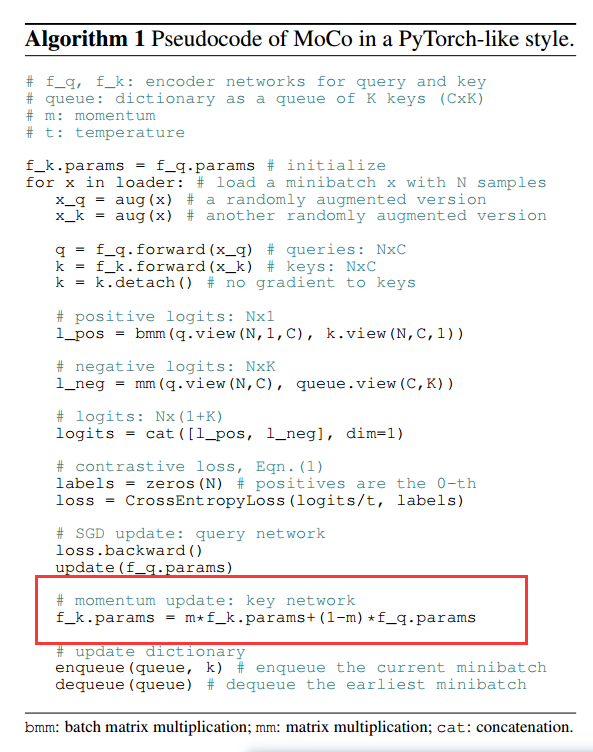 Algorithm 1 Pseudocode of MoCo in a PyTorch-like style.
# f_q, f_k: encoder networks for query and key
# queue: dictionary as a queue of K keys (CxK)
# m: momentum
# t: temperature
f_k.params = f_q.params # initialize
for x in loader: # load a minibatch x with N samples
x_q = aug(x) # a randomly augmented version
x_k = aug(x) # another randomly augmented version
q = f_q.forward(x_q) # queries: NxC
k = f_k.forward(x_k) # keys: NxC
k = k.detach() # no gradient to keys
# positive logits: Nx1
l_pos = bmm(q.view(N,1,C), k.view(N,C,1))
# negative logits: NxK
l_neg = mm(q.view(N,C), queue.view(C,K))
# logits: Nx(1+K)
logits = cat([l_pos, l_neg], dim=1)
# contrastive loss, Eqn.(1)
labels = zeros(N) # positives are the 0-th
loss = CrossEntropyLoss(logits/t, labels)
# SGD update: query network
loss.backward()
update(f_q.params)
# momentum update: key network
f_k.params = m*f_k.params+(1-m)*f_q.params
# update dictionary
enqueue(queue, k) # enqueue the current minibatch
dequeue(queue) # dequeue the earliest minibatch
bmm: batch matrix multiplication; mm: matrix multiplication; cat: concatenation.